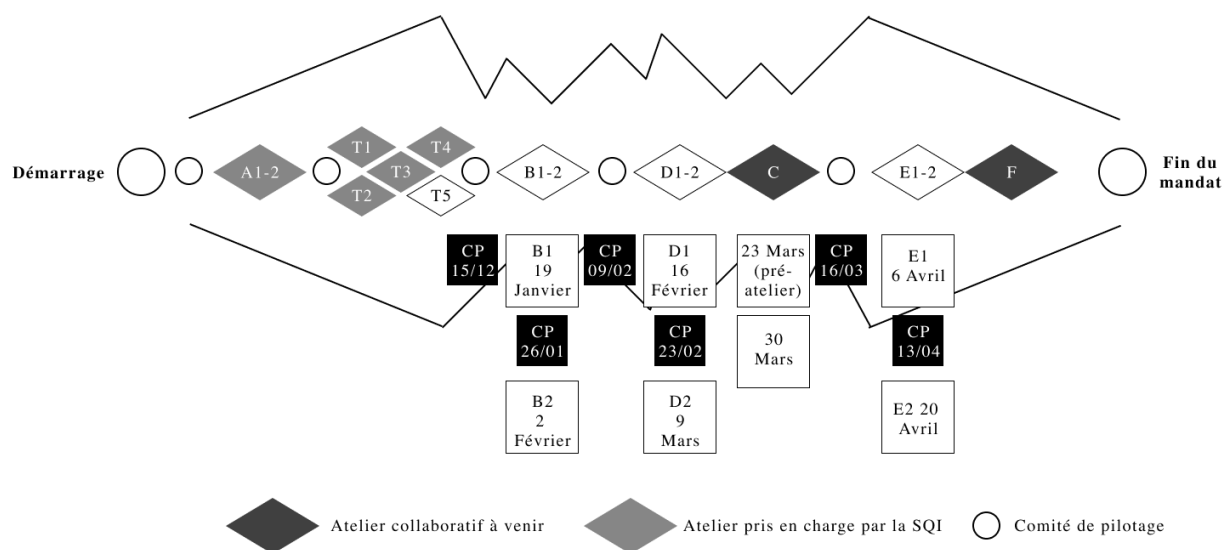 Démarrage
A1-2
T1
T4
T3
T2
T5
B1-2
D1-2
C
E1-2
F
Fin du
mandat
CP
15/12
B1
19
Janvier
CP
09/02
D1
16
Février
23 Mars
(pré-
atelier)
CP
16/03
E1
6 Avril
CP
26/01
CP
23/02
30
Mars
CP
13/04
B2
2
Février
D2
9
Mars
E2 20
Avril
Atelier collaboratif à venir
Atelier pris en charge par la SQI
Comité de pilotage